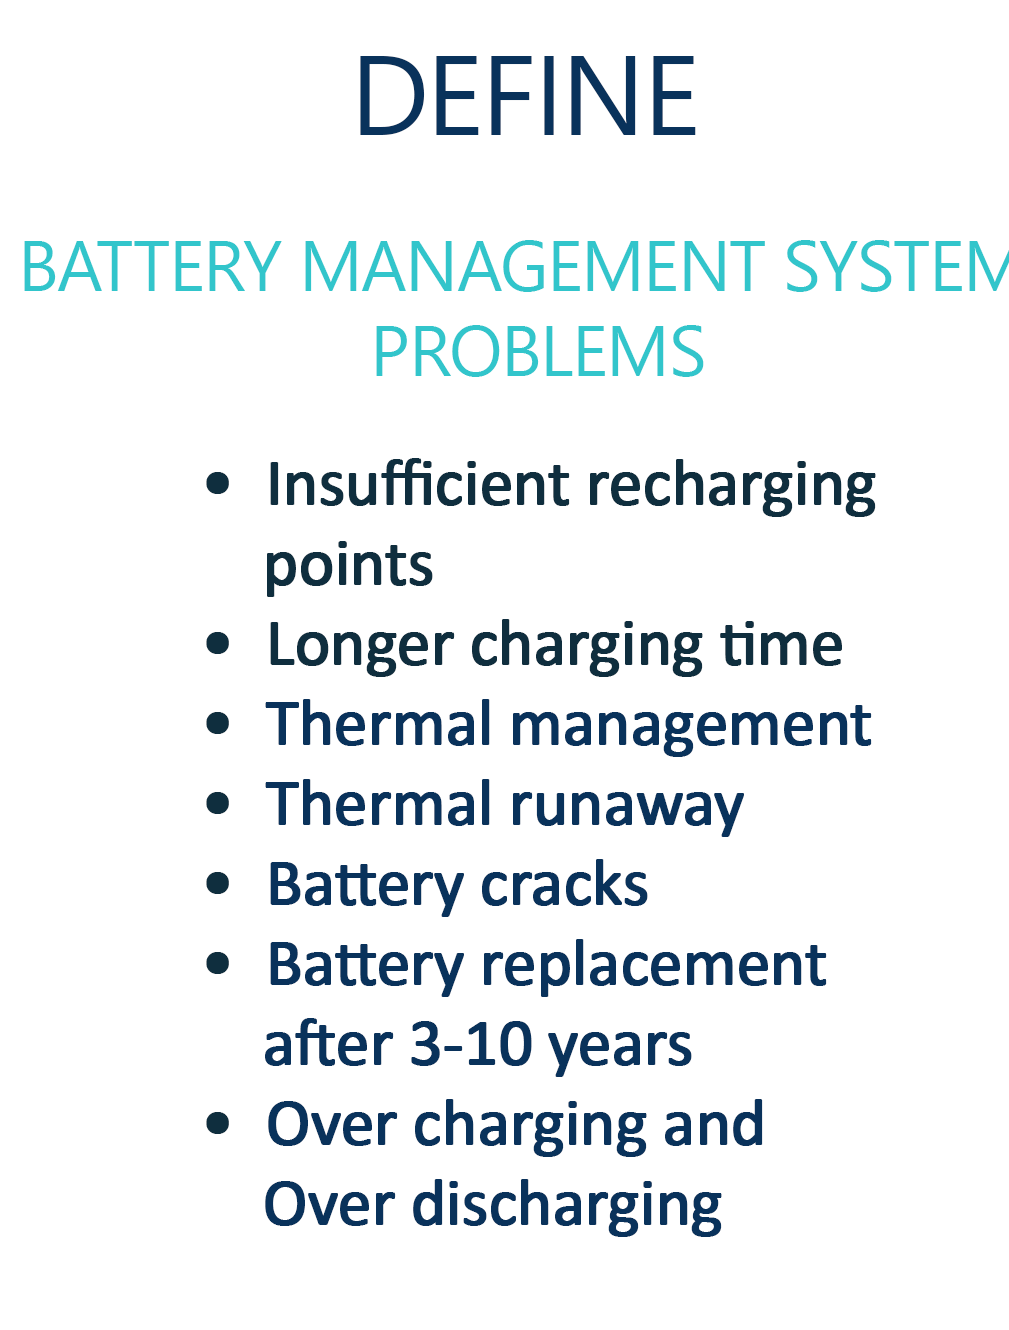 DEFINE
BATTERY MANAGEMENT SYSTEM
PROBLEMS
• Insufficient recharging
points
• Longer charging time
• Thermal management
• Thermal runaway
• Battery cracks
• Battery replacement
after 3-10 years
• Over charging and
Over discharging